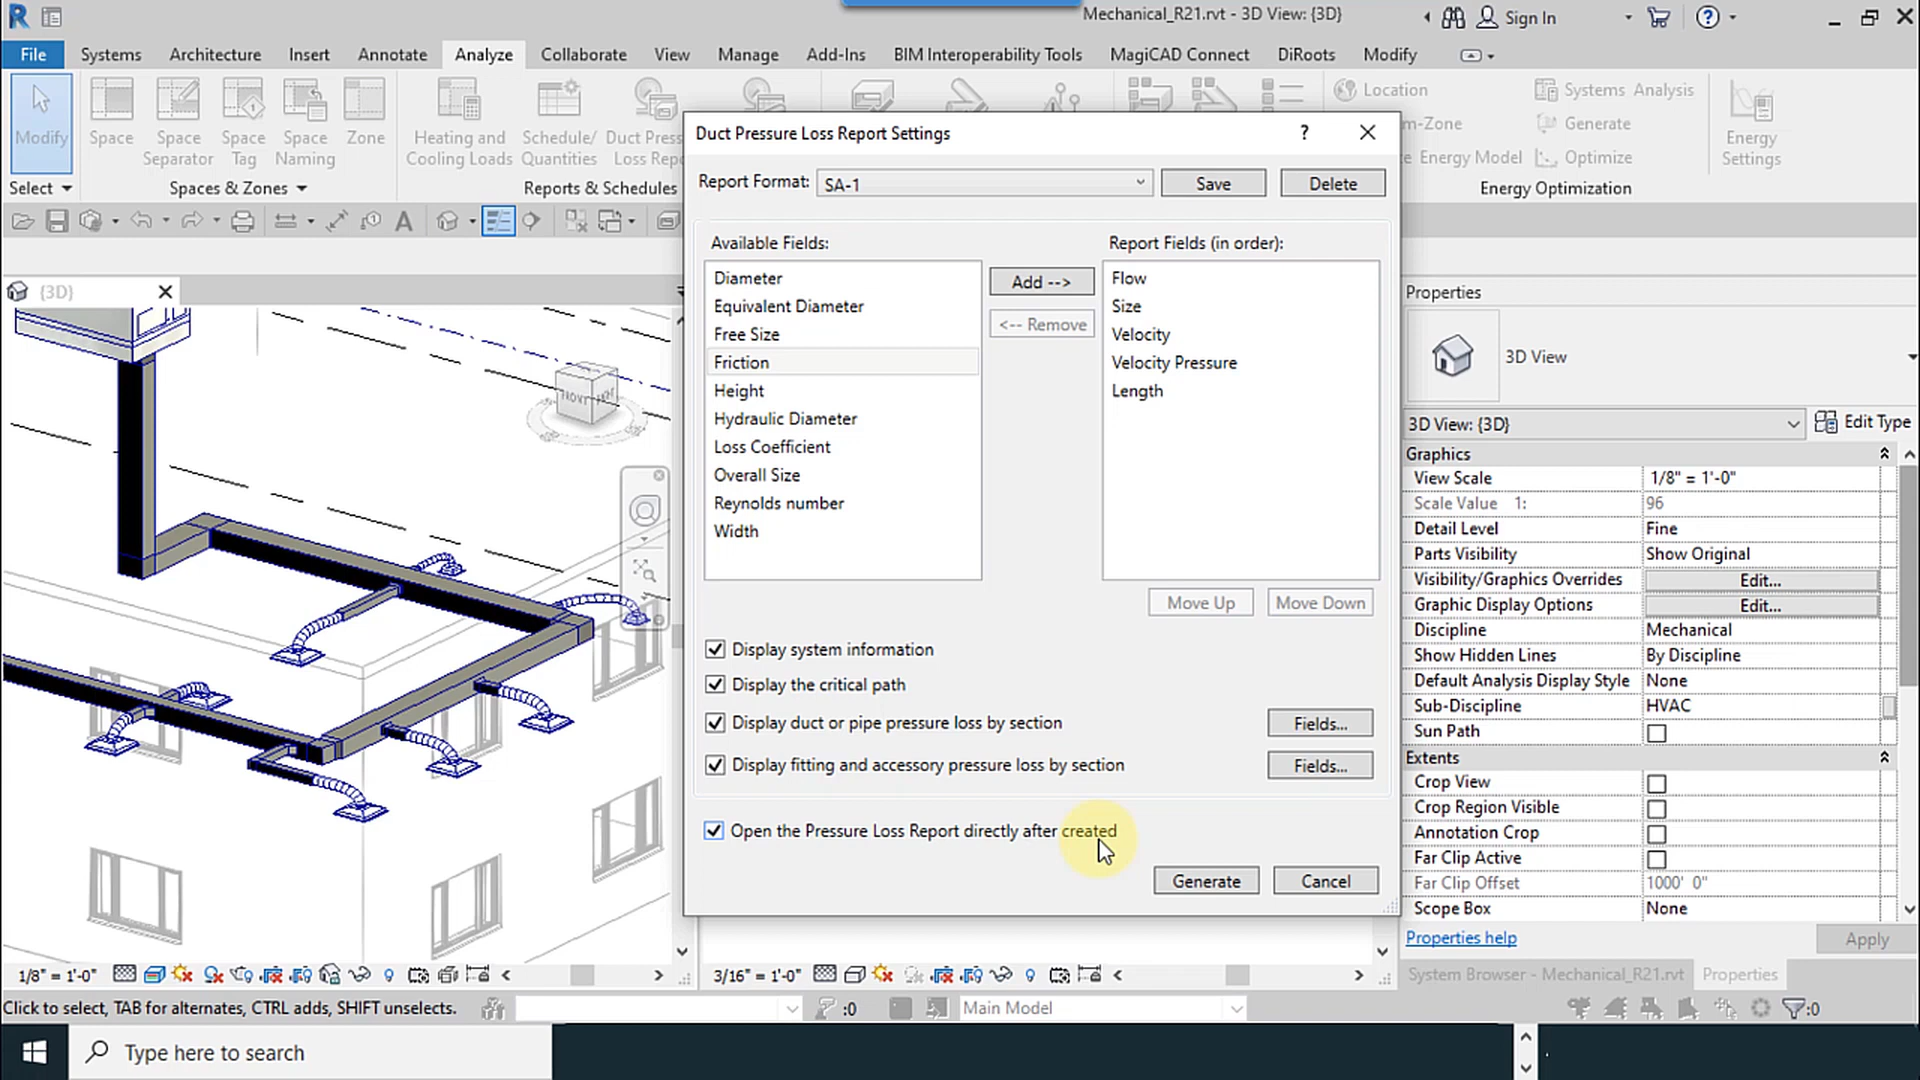 Mechanical_R21.rvt - 3D View: {3D}
Sign In
File Systems Architecture Insert Annotate Analyze Collaborate View Manage Add-Ins BIM Interoperability Tools MagiCAD Connect DiRoots Modify
Modify
Space
Space Separator
Space Tag
Space Naming
Zone
Heating and Cooling Loads
Schedule/ Quantities
Duct Pres
Loss Repo
Location
m-Zone
Energy Model
Systems Analysis
Generate
Optimize
Energy Settings
Select
Spaces & Zones
Reports & Schedules
Energy Optimization
{3D}
FRONT
Duct Pressure Loss Report Settings
?
Report Format: SA-1 Save Delete
Available Fields:
Diameter
Equivalent Diameter
Free Size
Friction
Height
Hydraulic Diameter
Loss Coefficient
Overall Size
Reynolds number
Width
Add -->
<-- Remove
Report Fields (in order):
Flow
Size
Velocity
Velocity Pressure
Length
Move Up Move Down
Display system information
Display the critical path
Display duct or pipe pressure loss by section Fields...
Display fitting and accessory pressure loss by section Fields...
Open the Pressure Loss Report directly after created
Generate Cancel
Properties
3D View
3D View: {3D} Edit Type
Graphics
View Scale 1/8" = 1'-0"
Scale Value 1: 96
Detail Level Fine
Parts Visibility Show Original
Visibility/Graphics Overrides Edit...
Graphic Display Options Edit...
Discipline Mechanical
Show Hidden Lines By Discipline
Default Analysis Display Style None
Sub-Discipline HVAC
Sun Path
Extents
Crop View
Crop Region Visible
Annotation Crop
Far Clip Active
Far Clip Offset 1000' 0"
Scope Box None
Properties help Apply
System Browser - Mechanical_R21.rvt Properties
1/8" = 1'-0"
3/16" = 1'-0"
Click to select, TAB for alternates, CTRL adds, SHIFT unselects.
:0
Main Model
:0
Type here to search